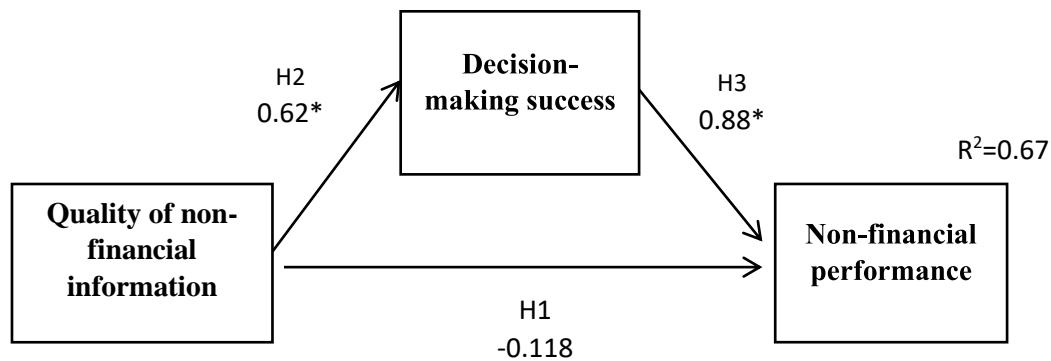 Decision-
making success
H2
0.62*
H3
0.88*
R²=0.67
Quality of non-
financial
information
Non-financial
performance
H1
-0.118